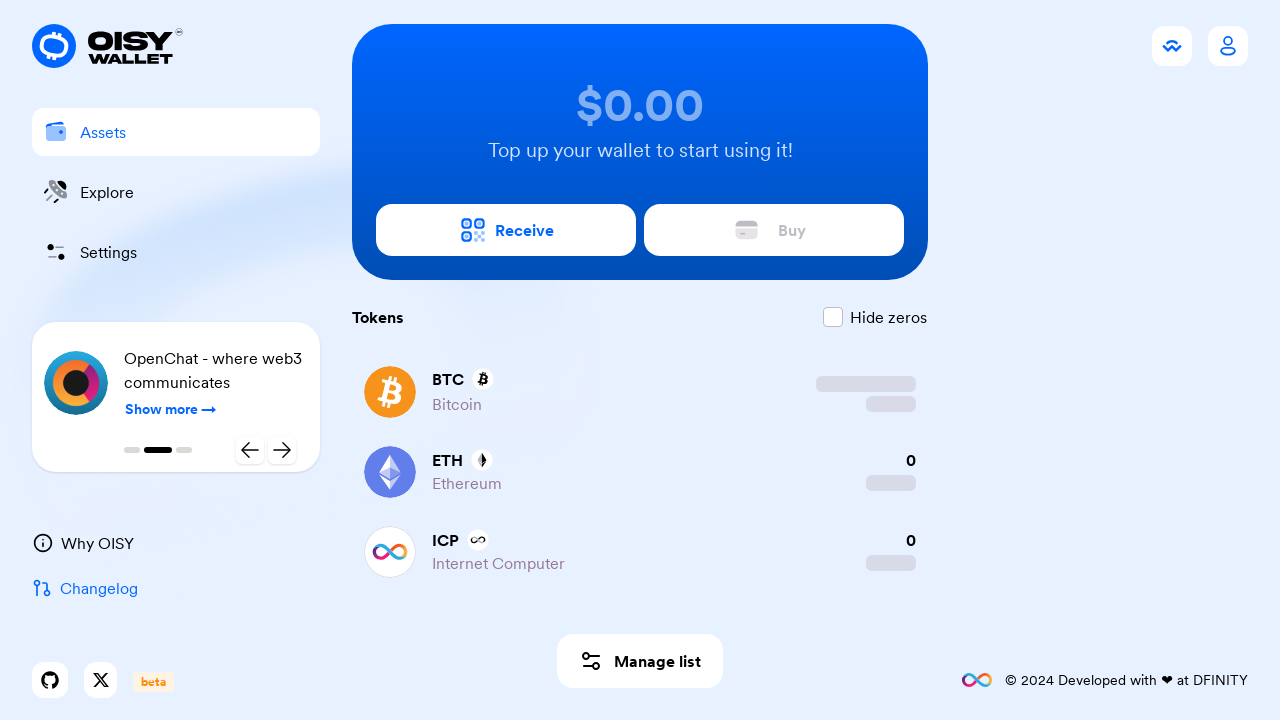 OISY
WALLET
Assets
Explore
Settings
OpenChat - where web3
communicates
Show more
Why OISY
Changelog
beta
$0.00
Top up your wallet to start using it!
Receive
Buy
Tokens
Hide zeros
BTC
Bitcoin
ETH
0
Ethereum
ICP
0
Internet Computer
Manage list
© 2024 Developed with ❤ at DFINITY